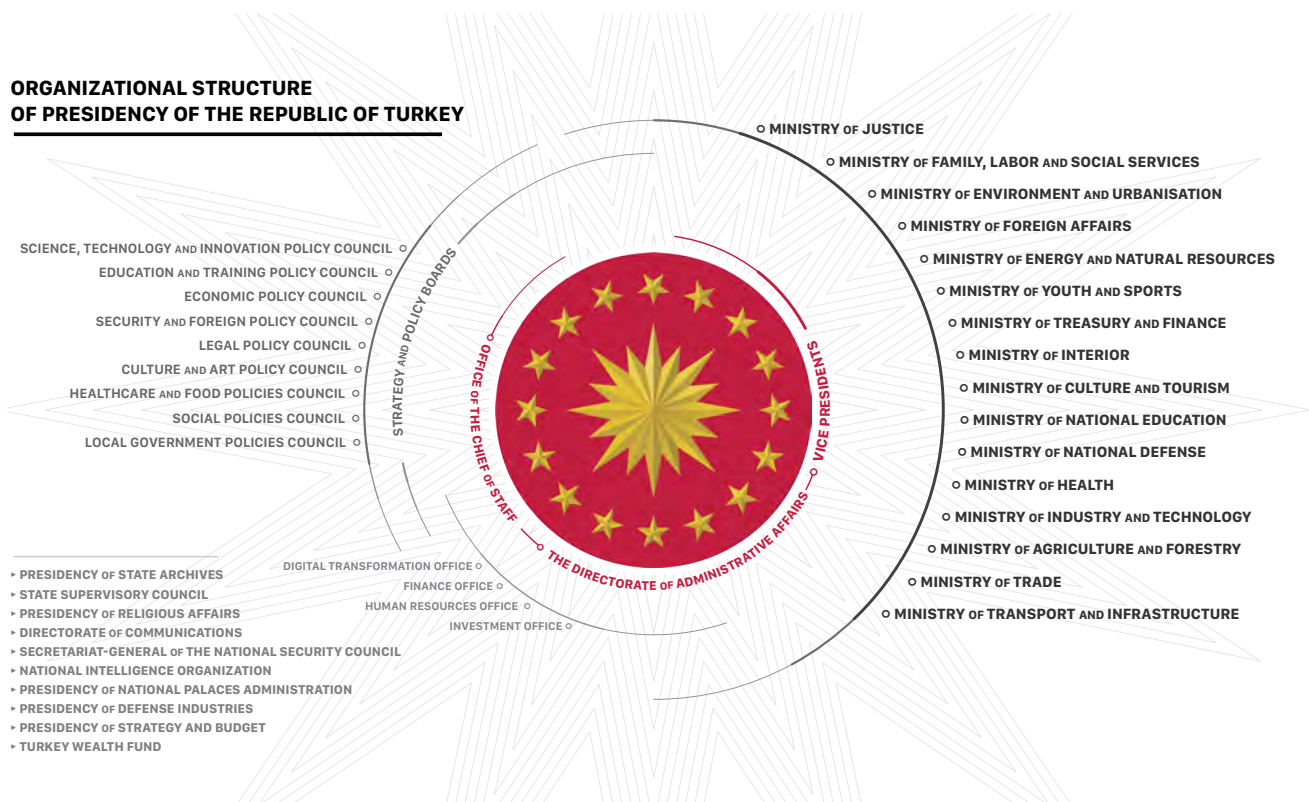 ORGANIZATIONAL STRUCTURE
OF PRESIDENCY OF THE REPUBLIC OF TURKEY
SCIENCE, TECHNOLOGY AND INNOVATION POLICY COUNCIL
EDUCATION AND TRAINING POLICY COUNCIL
ECONOMIC POLICY COUNCIL
SECURITY AND FOREIGN POLICY COUNCIL
LEGAL POLICY COUNCIL
CULTURE AND ART POLICY COUNCIL
HEALTHCARE AND FOOD POLICIES COUNCIL
SOCIAL POLICIES COUNCIL
LOCAL GOVERNMENT POLICIES COUNCIL
STRATEGY AND POLICY BOARDS
OFFICE OF THE CHIEF OF STAFF
THE DIRECTORATE OF ADMINISTRATIVE AFFAIRS
VICE PRESIDENTS
MINISTRY OF JUSTICE
MINISTRY OF FAMILY, LABOR AND SOCIAL SERVICES
MINISTRY OF ENVIRONMENT AND URBANISATION
MINISTRY OF FOREIGN AFFAIRS
MINISTRY OF ENERGY AND NATURAL RESOURCES
MINISTRY OF YOUTH AND SPORTS
MINISTRY OF TREASURY AND FINANCE
MINISTRY OF INTERIOR
MINISTRY OF CULTURE AND TOURISM
MINISTRY OF NATIONAL EDUCATION
MINISTRY OF NATIONAL DEFENSE
MINISTRY OF HEALTH
MINISTRY OF INDUSTRY AND TECHNOLOGY
MINISTRY OF AGRICULTURE AND FORESTRY
MINISTRY OF TRADE
MINISTRY OF TRANSPORT AND INFRASTRUCTURE
DIGITAL TRANSFORMATION OFFICE
FINANCE OFFICE
HUMAN RESOURCES OFFICE
INVESTMENT OFFICE
PRESIDENCY OF STATE ARCHIVES
STATE SUPERVISORY COUNCIL
PRESIDENCY OF RELIGIOUS AFFAIRS
DIRECTORATE OF COMMUNICATIONS
SECRETARIAT-GENERAL OF THE NATIONAL SECURITY COUNCIL
NATIONAL INTELLIGENCE ORGANIZATION
PRESIDENCY OF NATIONAL PALACES ADMINISTRATION
PRESIDENCY OF DEFENSE INDUSTRIES
PRESIDENCY OF STRATEGY AND BUDGET
TURKEY WEALTH FUND